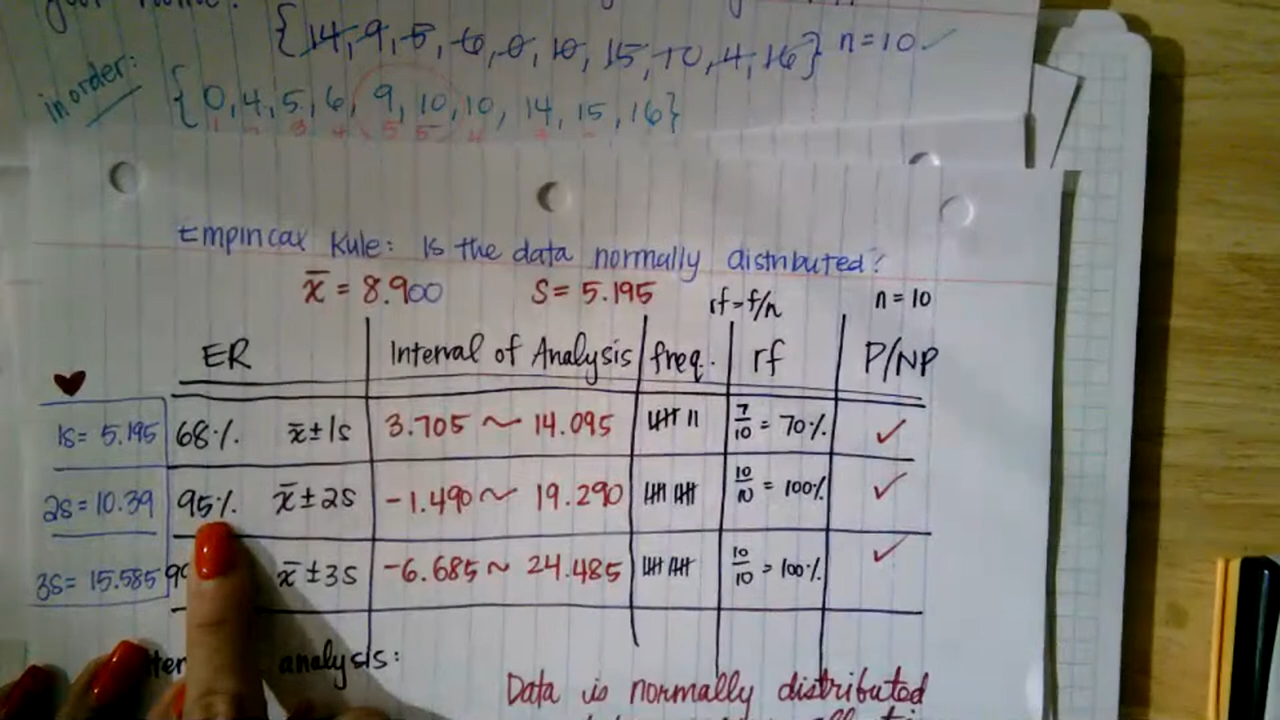 {14, 9, 5, 6, 0, 10, 15, 10, 4, 16} n=10 ✓
in order:
{0, 4, 5, 6, 9, 10, 10, 14, 15, 16}
Empirical Rule: Is the data normally distributed?
x̄ = 8.900 S = 5.195 rf=f/n n=10
ER Interval of Analysis freq. rf P/NP
1s = 5.195 68% x̄±1s 3.705 ~ 14.095 7/10 = 70% ✓
2s = 10.39 95% x̄±2s -1.490 ~ 19.290 10/10 = 100% ✓
3s = 15.585 x̄±3s -6.685 ~ 24.485 10/10 = 100% ✓
analysis:
Data is normally distributed